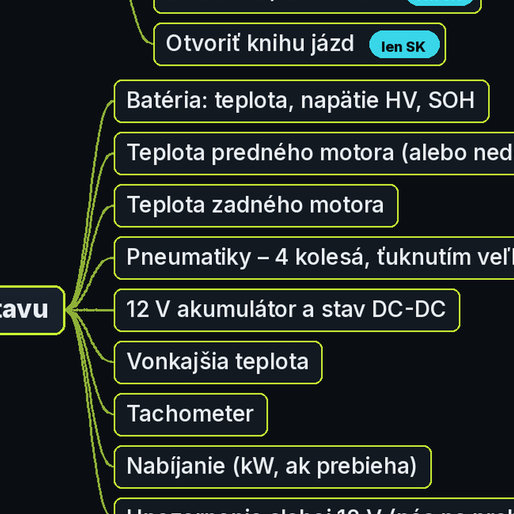 Otvoriť knihu jázd len SK
Batéria: teplota, napätie HV, SOH
Teplota predného motora (alebo ned
Teplota zadného motora
Pneumatiky – 4 kolesá, ťuknutím veľ
tavu
12 V akumulátor a stav DC-DC
Vonkajšia teplota
Tachometer
Nabíjanie (kW, ak prebieha)